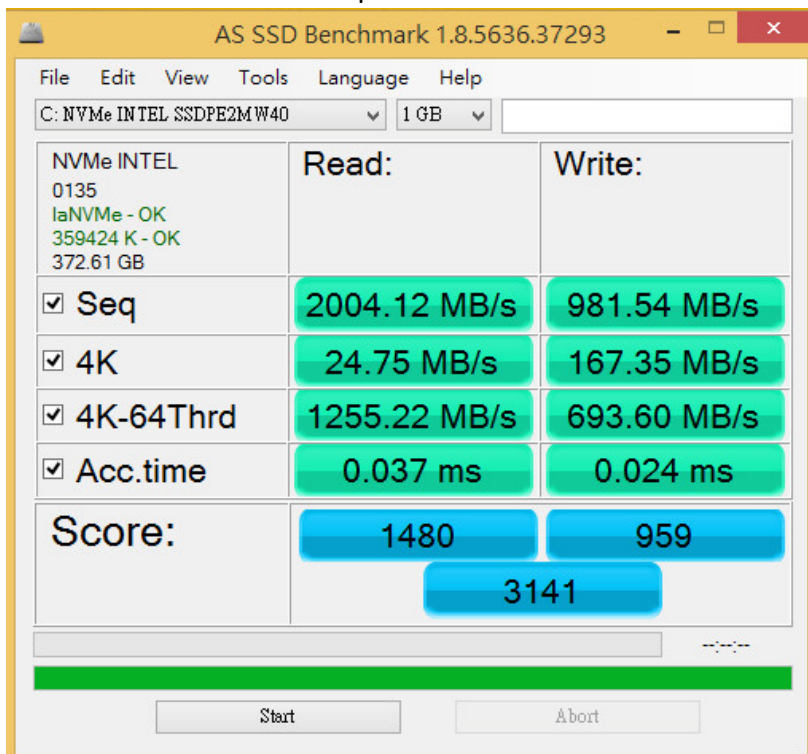 AS SSD Benchmark 1.8.5636.37293
File Edit View Tools Language Help
C: NVMe INTEL SSDPE2MW40 1 GB
NVMe INTEL
0135
IaNVMe - OK
359424 K - OK
372.61 GB
Read: Write:
Seq 2004.12 MB/s 981.54 MB/s
4K 24.75 MB/s 167.35 MB/s
4K-64Thrd 1255.22 MB/s 693.60 MB/s
Acc.time 0.037 ms 0.024 ms
Score: 1480 959
3141
--:--:--
Start Abort